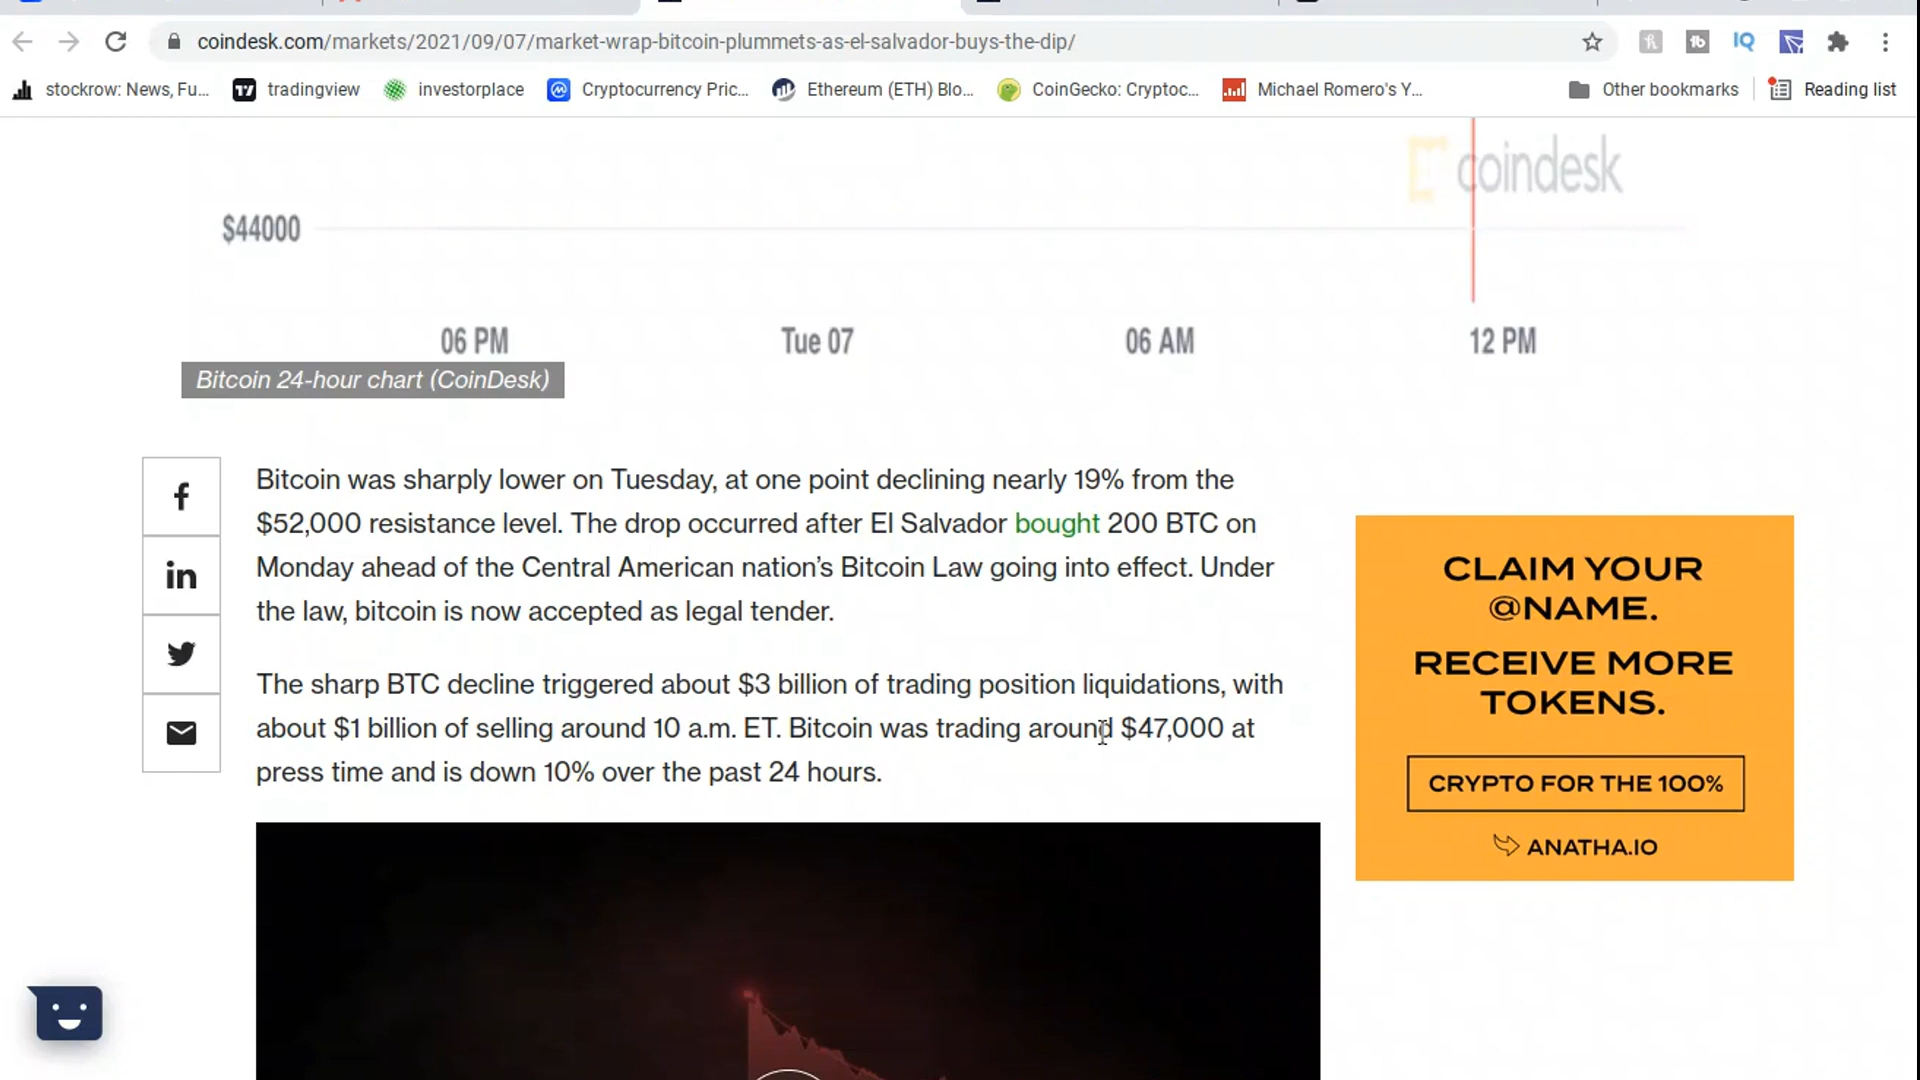 coindesk.com/markets/2021/09/07/market-wrap-bitcoin-plummets-as-el-salvador-buys-the-dip/
stockrow: News, Fu...
tradingview
investorplace
Cryptocurrency Pric...
Ethereum (ETH) Blo...
CoinGecko: Cryptoc...
Michael Romero's Y...
Other bookmarks
Reading list
coindesk
$44000
06 PM
Tue 07
06 AM
12 PM
Bitcoin 24-hour chart (CoinDesk)
Bitcoin was sharply lower on Tuesday, at one point declining nearly 19% from the
$52,000 resistance level. The drop occurred after El Salvador bought 200 BTC on
Monday ahead of the Central American nation’s Bitcoin Law going into effect. Under
the law, bitcoin is now accepted as legal tender.
The sharp BTC decline triggered about $3 billion of trading position liquidations, with
about $1 billion of selling around 10 a.m. ET. Bitcoin was trading around $47,000 at
press time and is down 10% over the past 24 hours.
CLAIM YOUR
@NAME.
RECEIVE MORE
TOKENS.
CRYPTO FOR THE 100%
ANATHA.IO